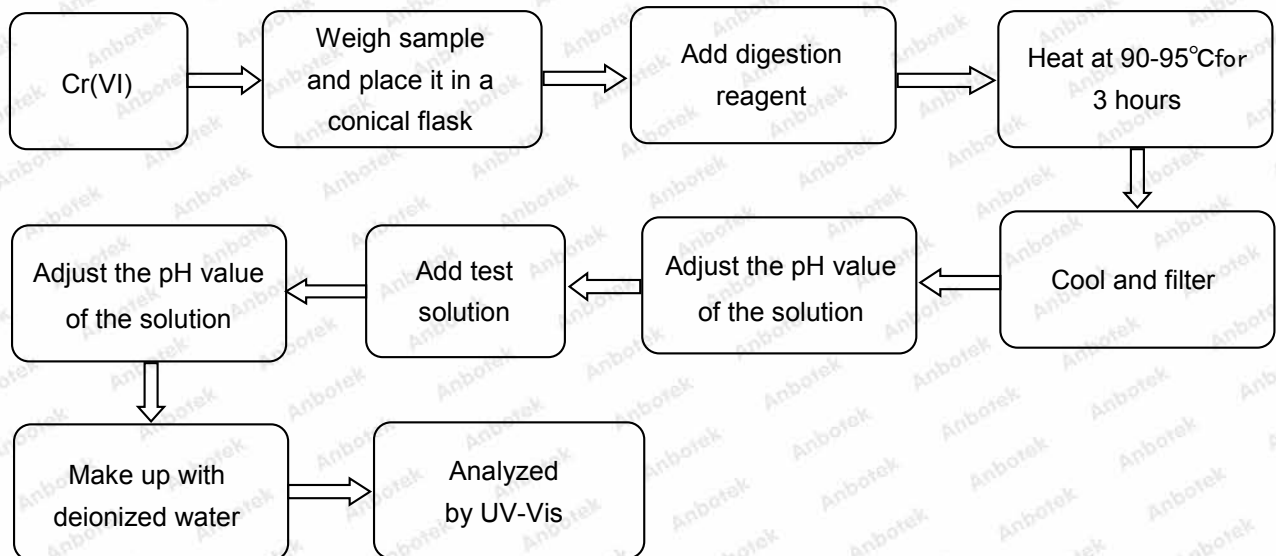 Cr(VI)
Weigh sample
and place it in a
conical flask
Add digestion
reagent
Heat at 90-95℃for
3 hours
Cool and filter
Adjust the pH value
of the solution
Add test
solution
Adjust the pH value
of the solution
Make up with
deionized water
Analyzed
by UV-Vis
Anbotek